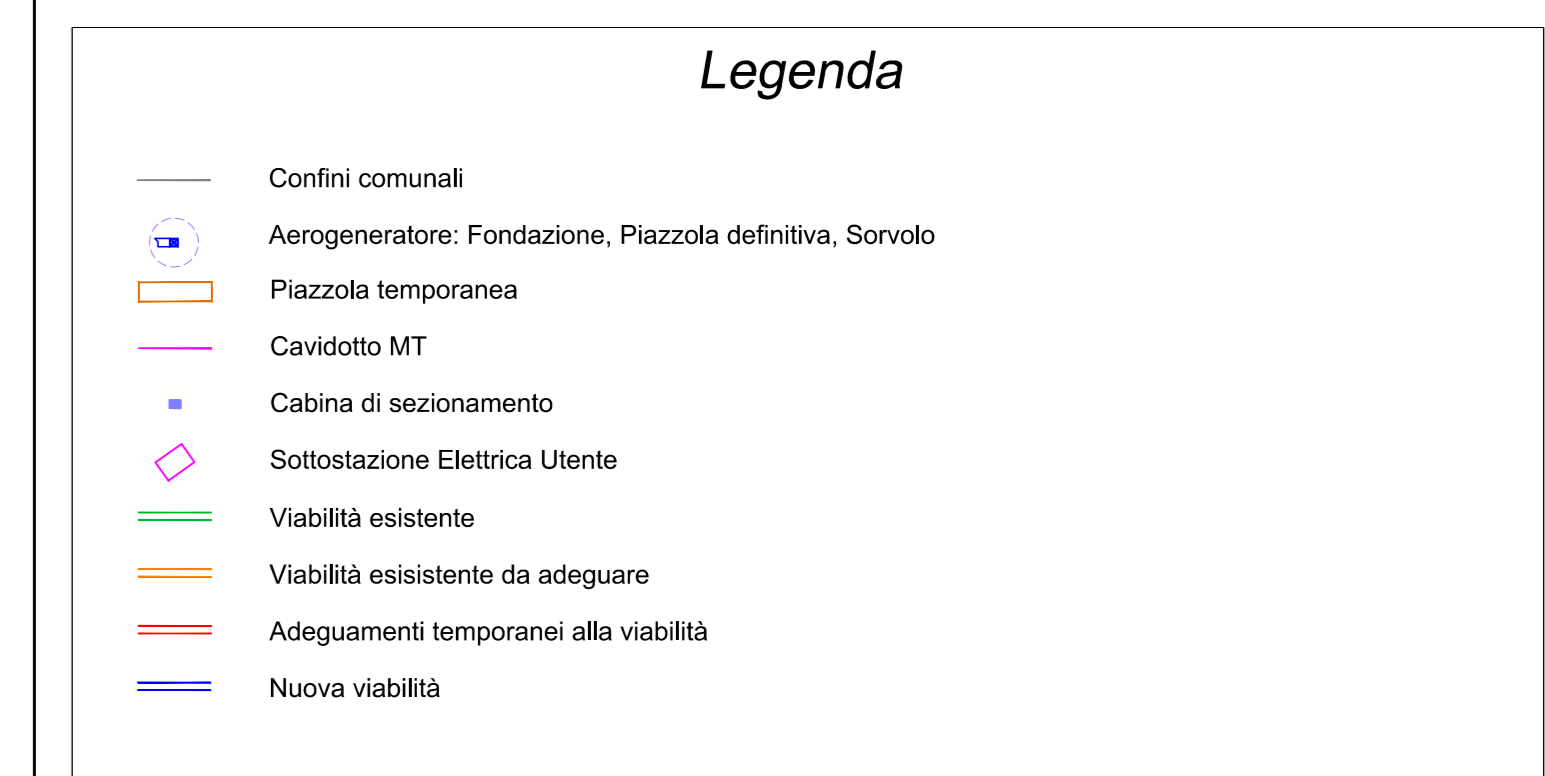 Legenda
Confini comunali
Aerogeneratore: Fondazione, Piazzola definitiva, Sorvolo
Piazzola temporanea
Cavidotto MT
Cabina di sezionamento
Sottostazione Elettrica Utente
Viabilità esistente
Viabilità esisistente da adeguare
Adeguamenti temporanei alla viabilità
Nuova viabilità